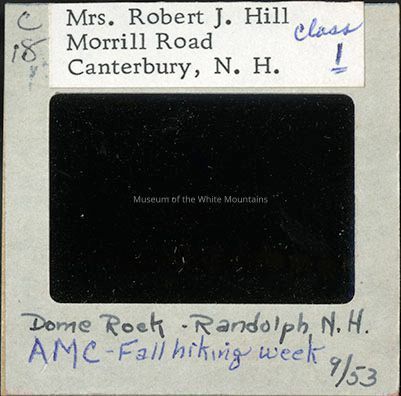 C
18
Mrs. Robert J. Hill
Morrill Road
Canterbury, N. H.
Class
1
Museum of the White Mountains
Dome Rock - Randolph, N.H.
AMC - Fall hiking week 9/53